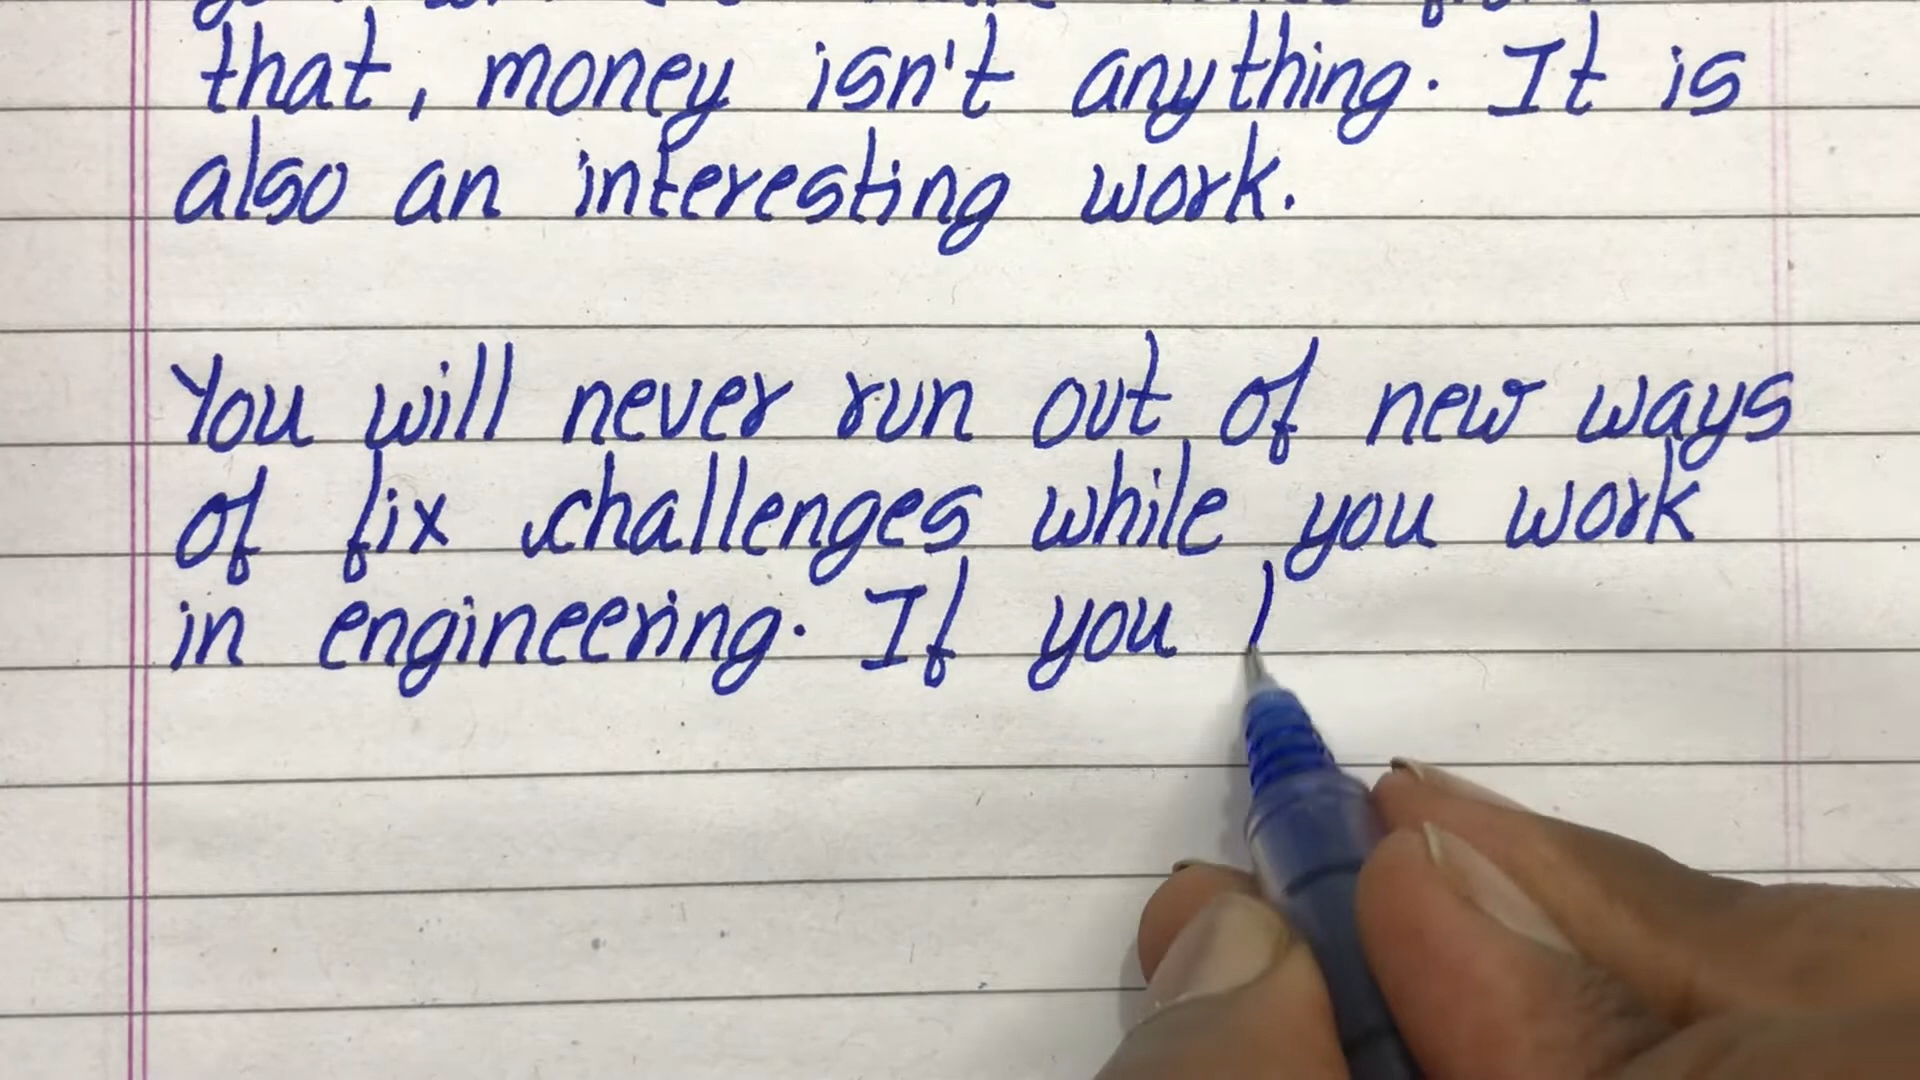 that, money isn't anything. It is
also an interesting work.
You will never run out of new ways
of fix challenges while you work
in engineering. If you